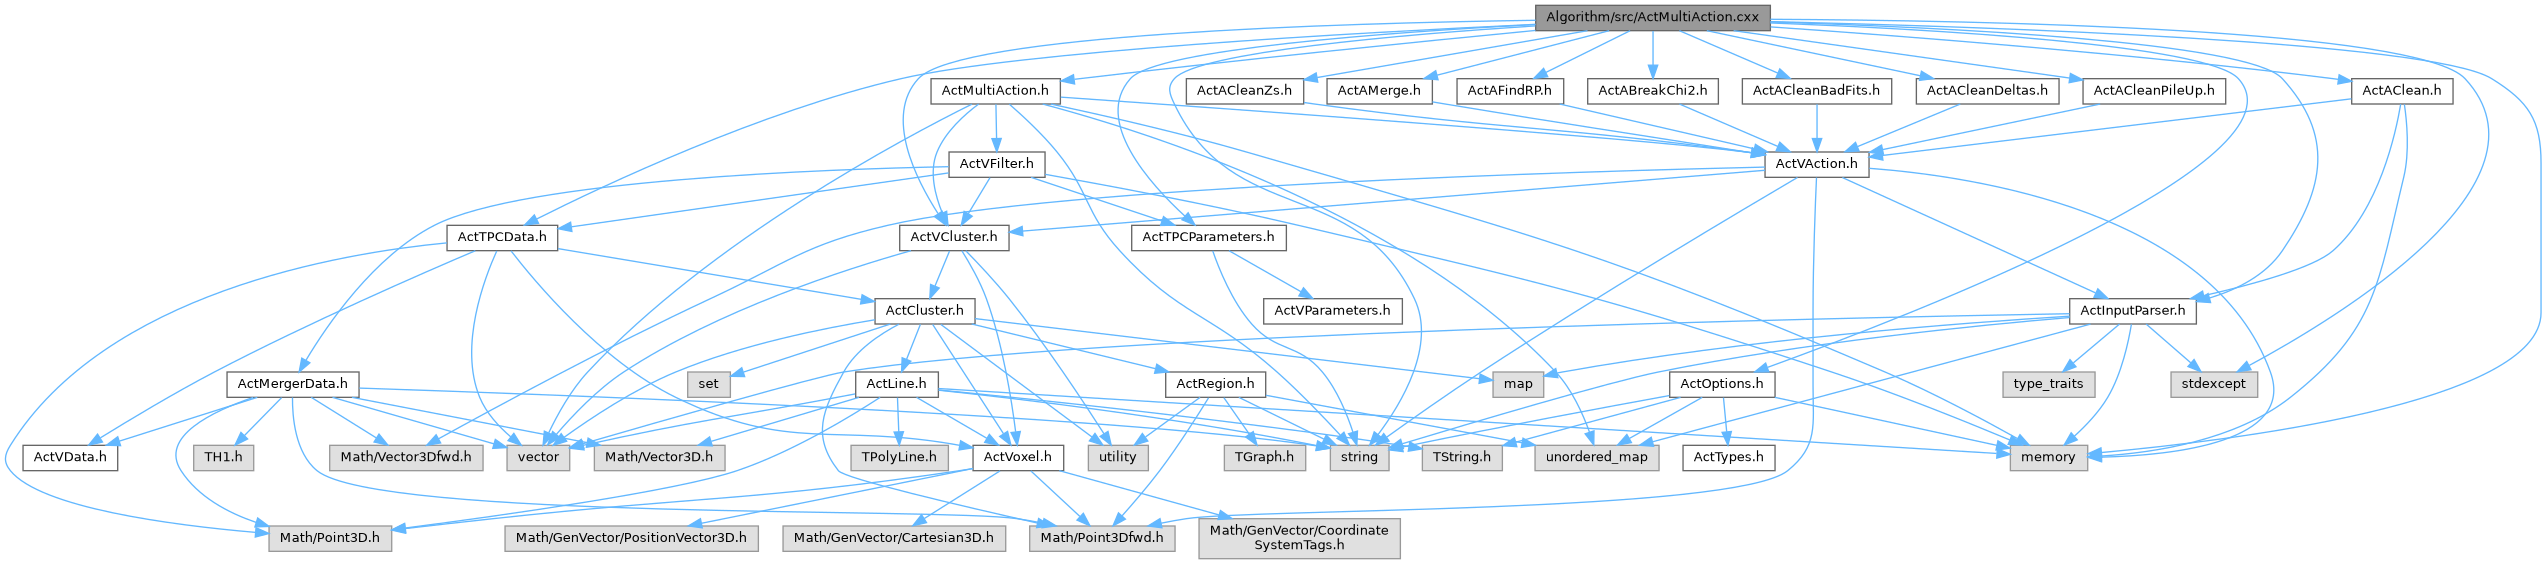 Algorithm/src/ActMultiAction.cxx
ActMultiAction.h
ActACleanZs.h
ActAMerge.h
ActAFindRP.h
ActABreakChi2.h
ActACleanBadFits.h
ActACleanDeltas.h
ActACleanPileUp.h
ActAClean.h
ActVFilter.h
ActVAction.h
ActTPCData.h
ActVCluster.h
ActTPCParameters.h
ActCluster.h
ActVParameters.h
ActInputParser.h
ActMergerData.h
set
ActLine.h
ActRegion.h
map
ActOptions.h
type_traits
stdexcept
ActVData.h
TH1.h
Math/Vector3Dfwd.h
vector
Math/Vector3D.h
TPolyLine.h
ActVoxel.h
utility
TGraph.h
string
TString.h
unordered_map
ActTypes.h
memory
Math/Point3D.h
Math/GenVector/PositionVector3D.h
Math/GenVector/Cartesian3D.h
Math/Point3Dfwd.h
Math/GenVector/Coordinate
SystemTags.h